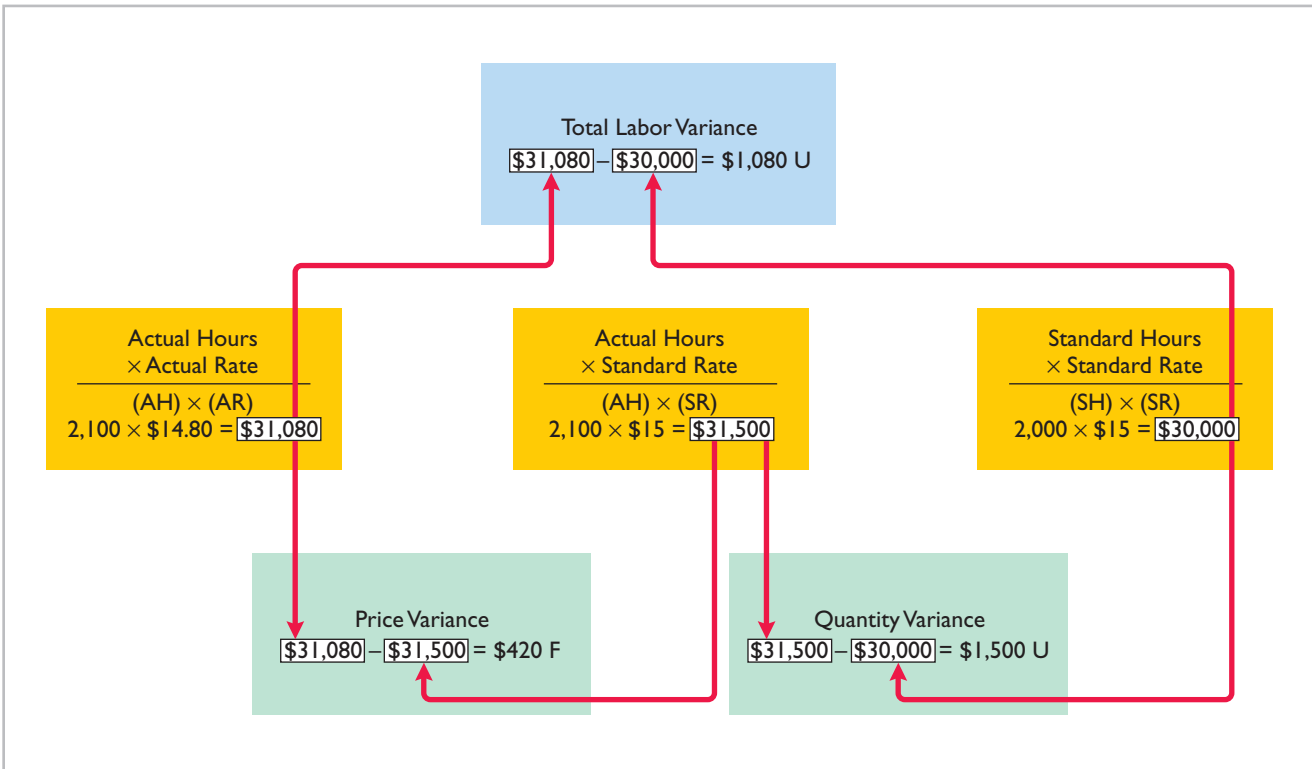 Total Labor Variance
$31,080 – $30,000 = $1,080 U
Actual Hours
× Actual Rate
(AH) × (AR)
2,100 × $14.80 = $31,080
Actual Hours
× Standard Rate
(AH) × (SR)
2,100 × $15 = $31,500
Standard Hours
× Standard Rate
(SH) × (SR)
2,000 × $15 = $30,000
Price Variance
$31,080 – $31,500 = $420 F
Quantity Variance
$31,500 – $30,000 = $1,500 U